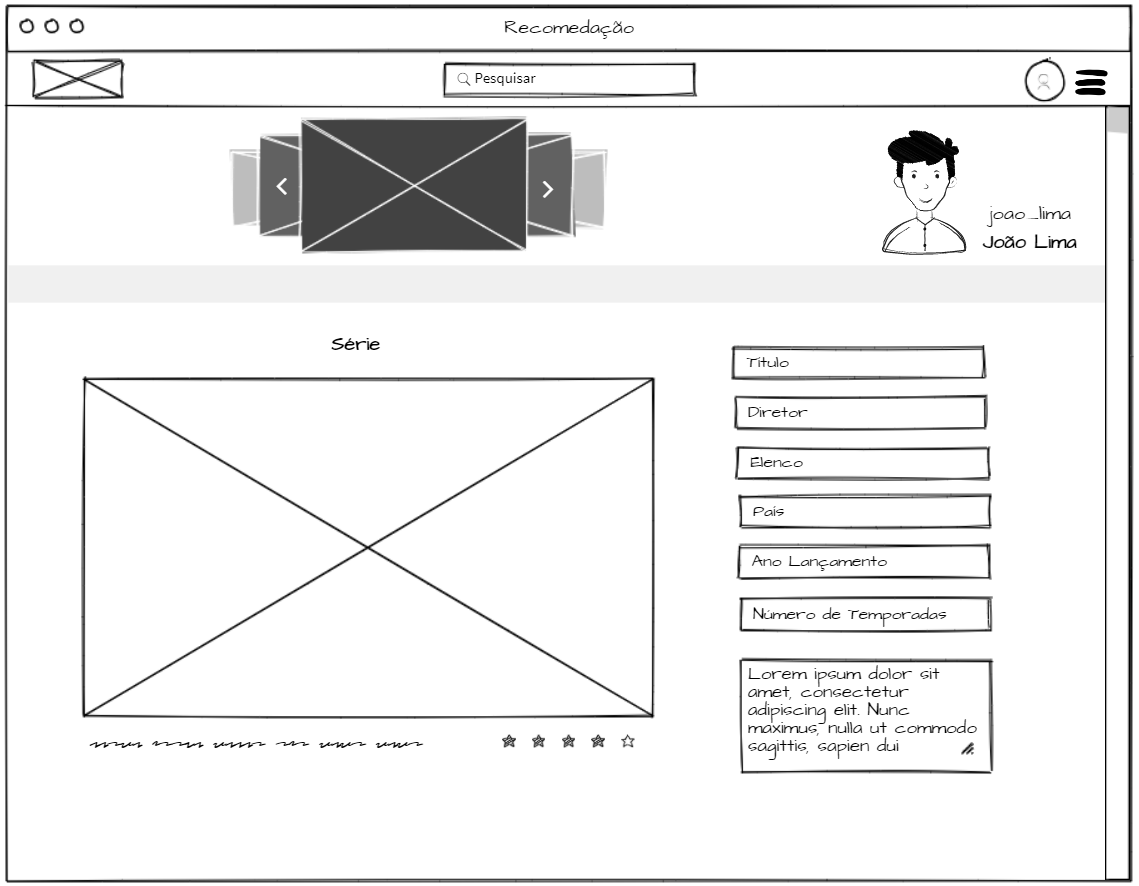 Recomedação
Pesquisar
joao_lima
João Lima
Série
Título
Diretor
Elenco
País
Ano Lançamento
Número de Temporadas
Lorem ipsum dolor sit
amet, consectetur
adipiscing elit. Nunc
maximus, nulla ut commodo
sagittis, sapien dui